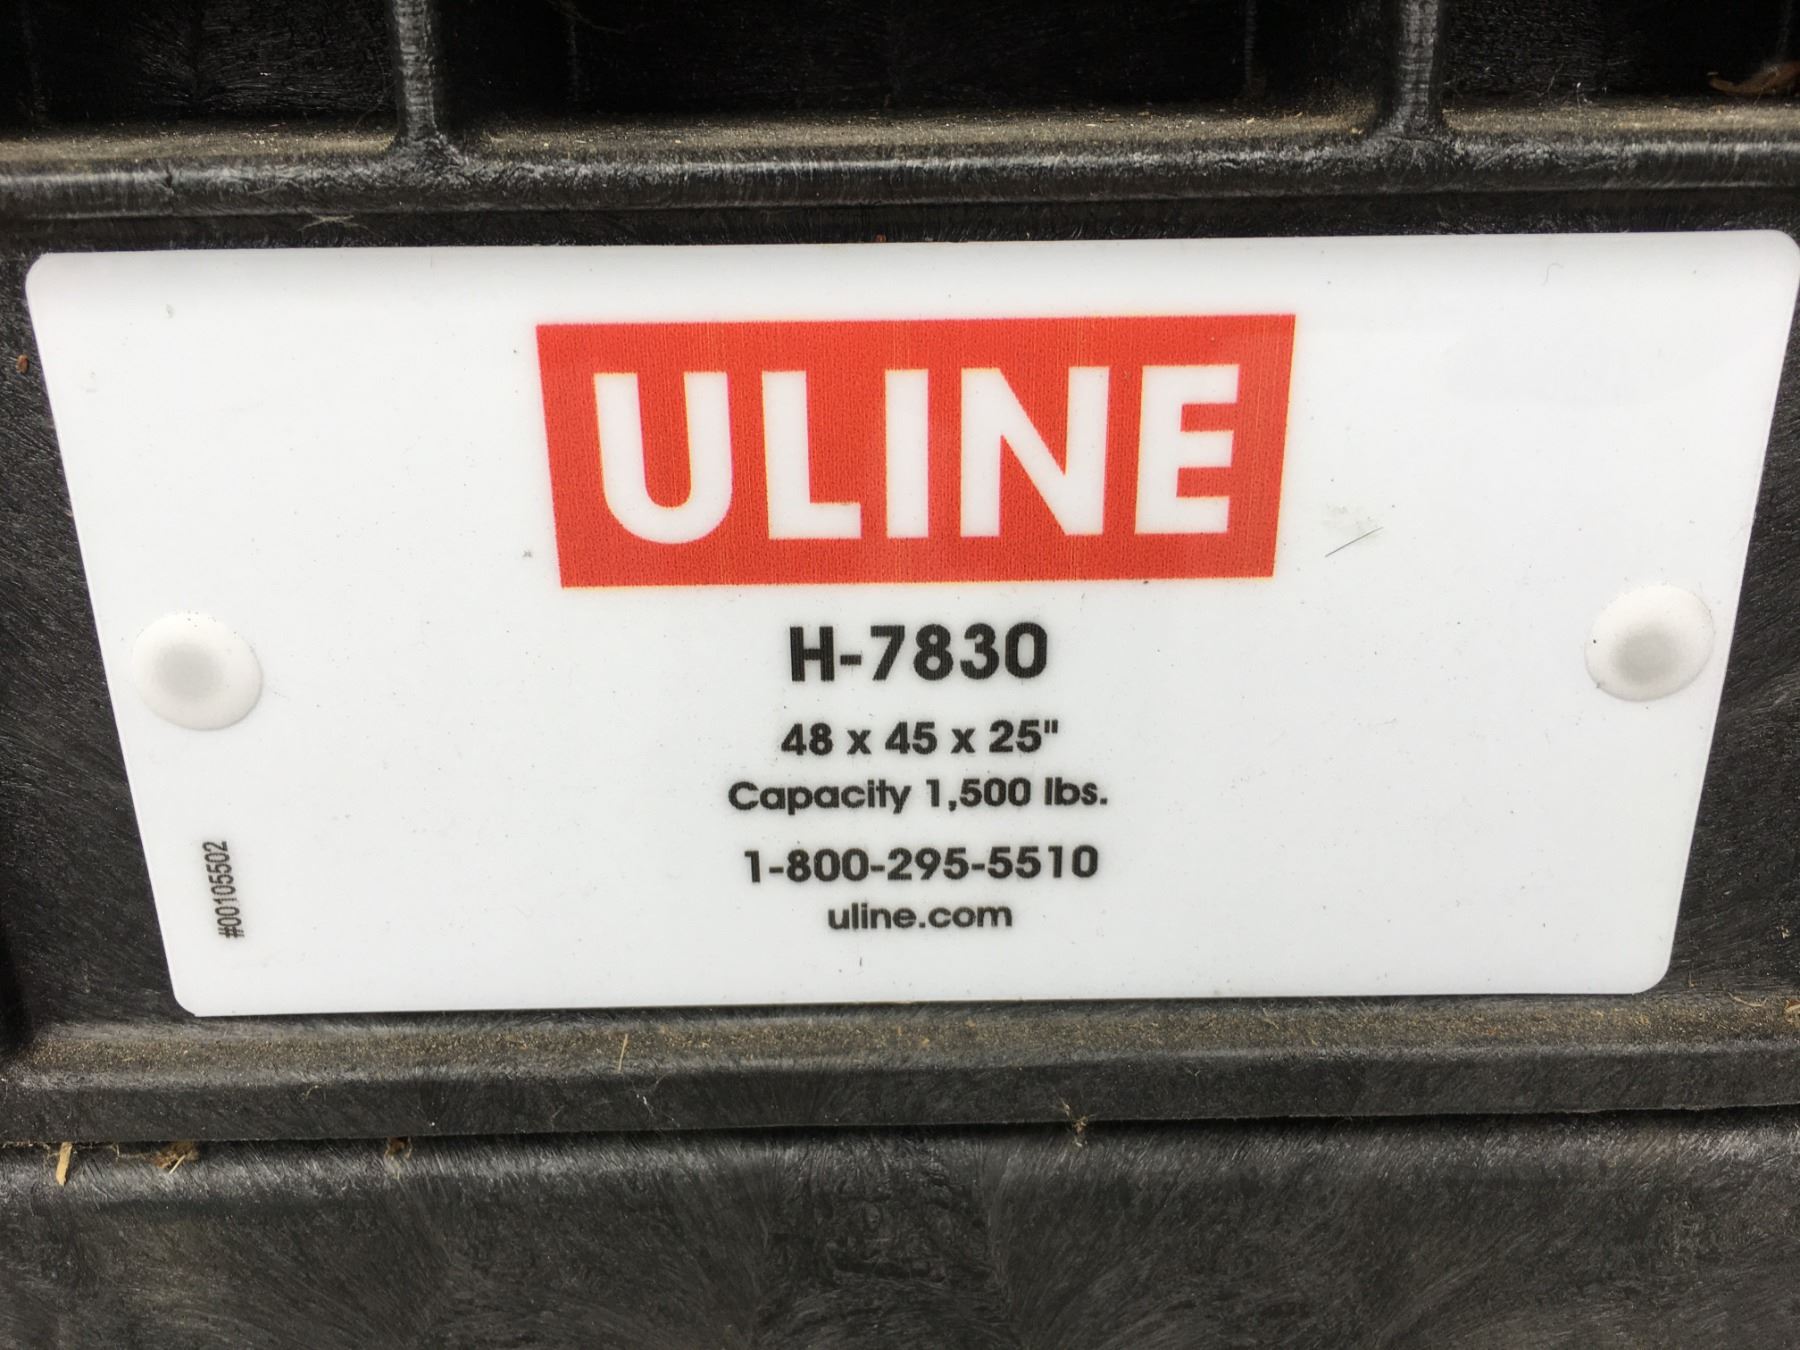 ULINE
H-7830
48 x 45 x 25"
Capacity 1,500 lbs.
1-800-295-5510
uline.com
#00105502